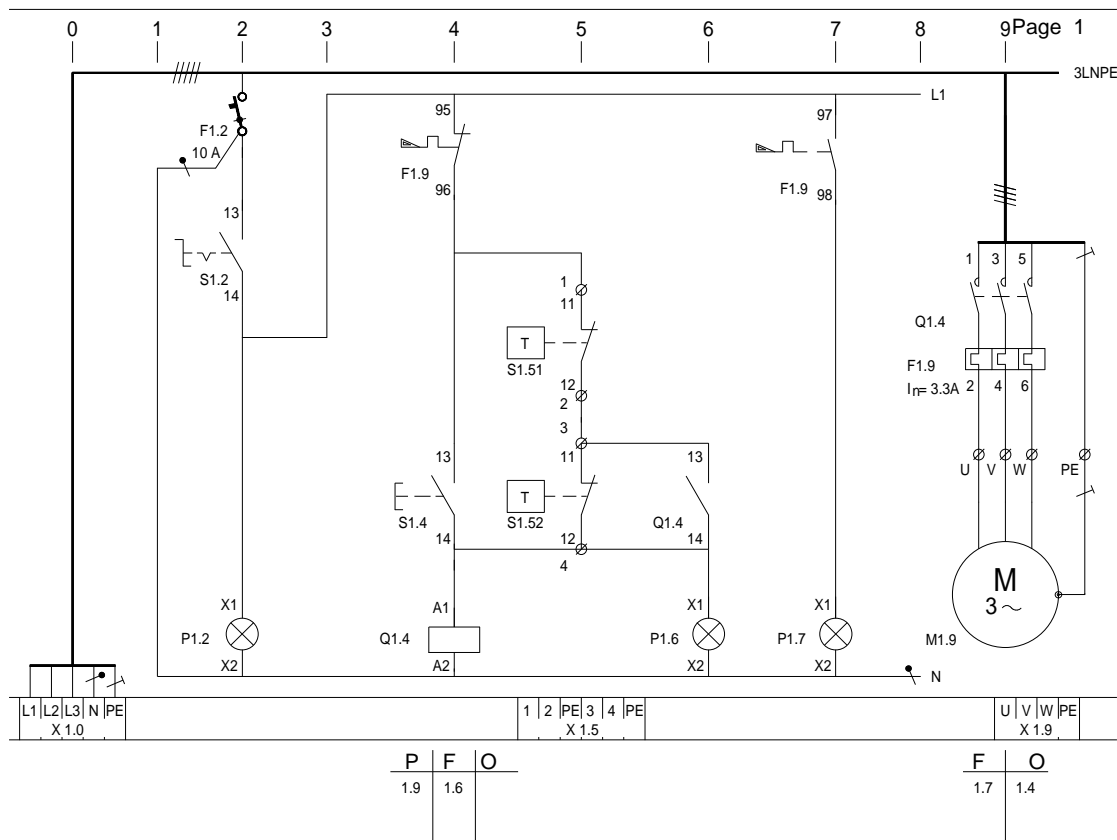 0 1 2 3 4 5 6 7 8 9 Page 1
3LNPE
L1
95 97
F1.2
10 A
F1.9 F1.9
96 98
13
S1.2
14
1
11
1 3 5
Q1.4
T
S1.51
F1.9
In= 3.3A 2 4 6
12
2
3
13 11 13
U V W PE
T
S1.4 S1.52 Q1.4
14 12 14
4
M
3 ~
X1 A1 X1 X1
P1.2 Q1.4 P1.6 P1.7 M1.9
X2 A2 X2 X2
N
L1 L2 L3 N PE 1 2 PE 3 4 PE U V W PE
X 1.0 X 1.5 X 1.9
P F O F O
1.9 1.6 1.7 1.4